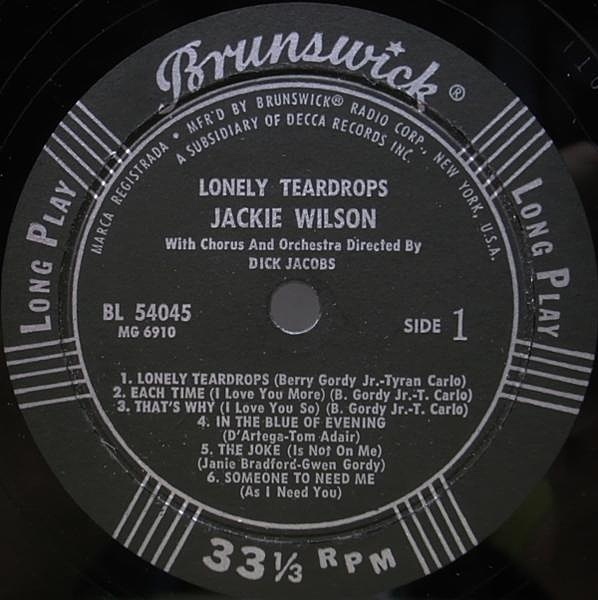 Brunswick®
MARCA REGISTRADA • MFR'D BY BRUNSWICK® RADIO CORP., NEW YORK, U.S.A.
A SUBSIDIARY OF DECCA RECORDS INC.
LONG PLAY
LONG PLAY
LONELY TEARDROPS
JACKIE WILSON
With Chorus And Orchestra Directed By
DICK JACOBS
BL 54045
MG 6910
SIDE 1
1. LONELY TEARDROPS (Berry Gordy Jr.-Tyran Carlo)
2. EACH TIME (I Love You More) (B. Gordy Jr.-T. Carlo)
3. THAT'S WHY (I Love You So) (B. Gordy Jr.-T. Carlo)
4. IN THE BLUE OF EVENING
(D'Artega-Tom Adair)
5. THE JOKE (Is Not On Me)
(Janie Bradford-Gwen Gordy)
6. SOMEONE TO NEED ME
(As I Need You)
33⅓ RPM